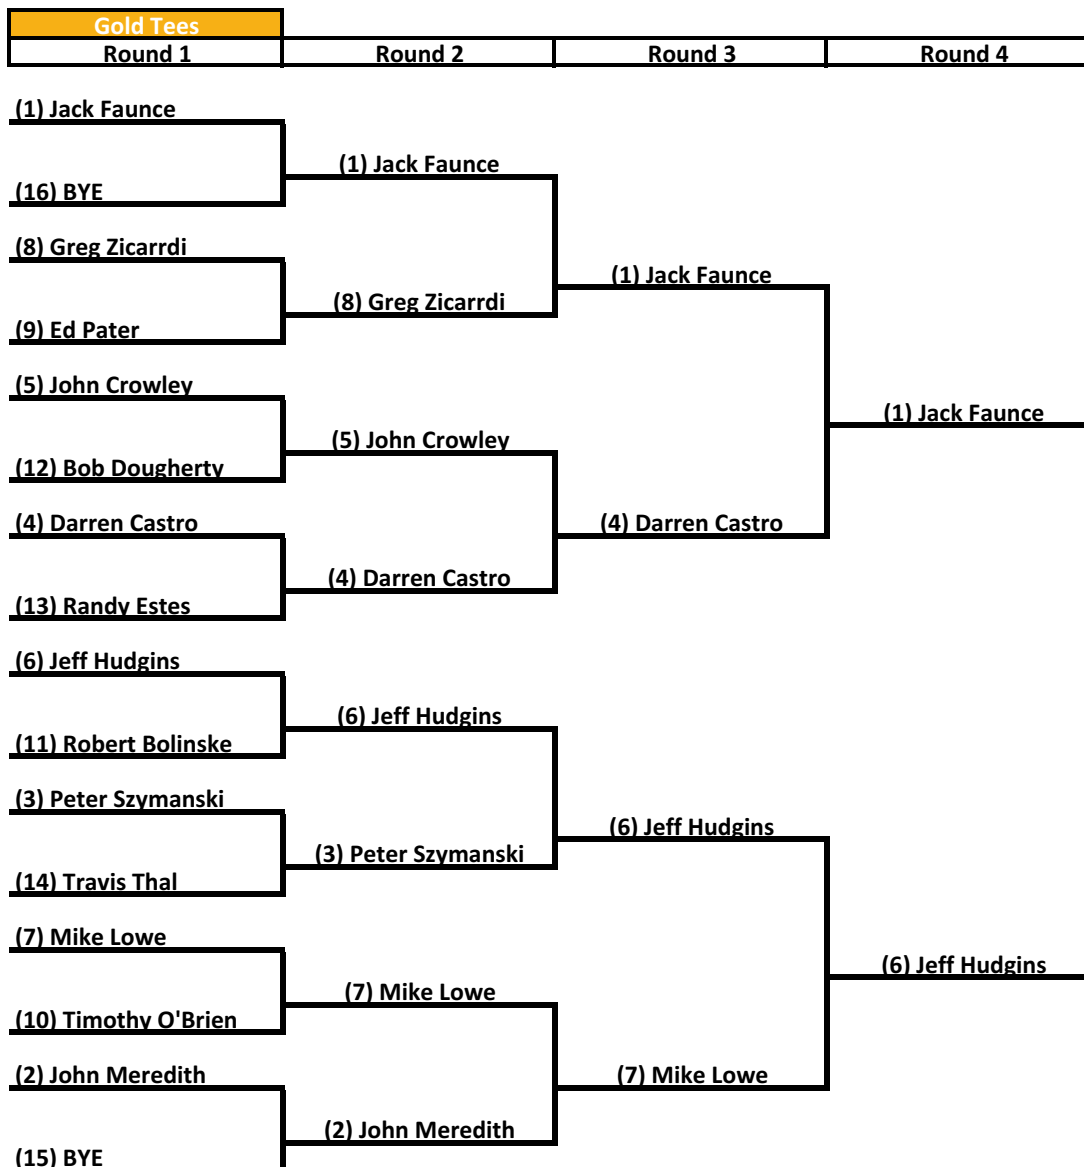 Gold Tees
Round 1 Round 2 Round 3 Round 4
(1) Jack Faunce
(16) BYE
(8) Greg Zicarrdi
(9) Ed Pater
(5) John Crowley
(12) Bob Dougherty
(4) Darren Castro
(13) Randy Estes
(6) Jeff Hudgins
(11) Robert Bolinske
(3) Peter Szymanski
(14) Travis Thal
(7) Mike Lowe
(10) Timothy O'Brien
(2) John Meredith
(15) BYE
(1) Jack Faunce
(8) Greg Zicarrdi
(5) John Crowley
(4) Darren Castro
(6) Jeff Hudgins
(3) Peter Szymanski
(7) Mike Lowe
(2) John Meredith
(1) Jack Faunce
(4) Darren Castro
(6) Jeff Hudgins
(7) Mike Lowe
(1) Jack Faunce
(6) Jeff Hudgins